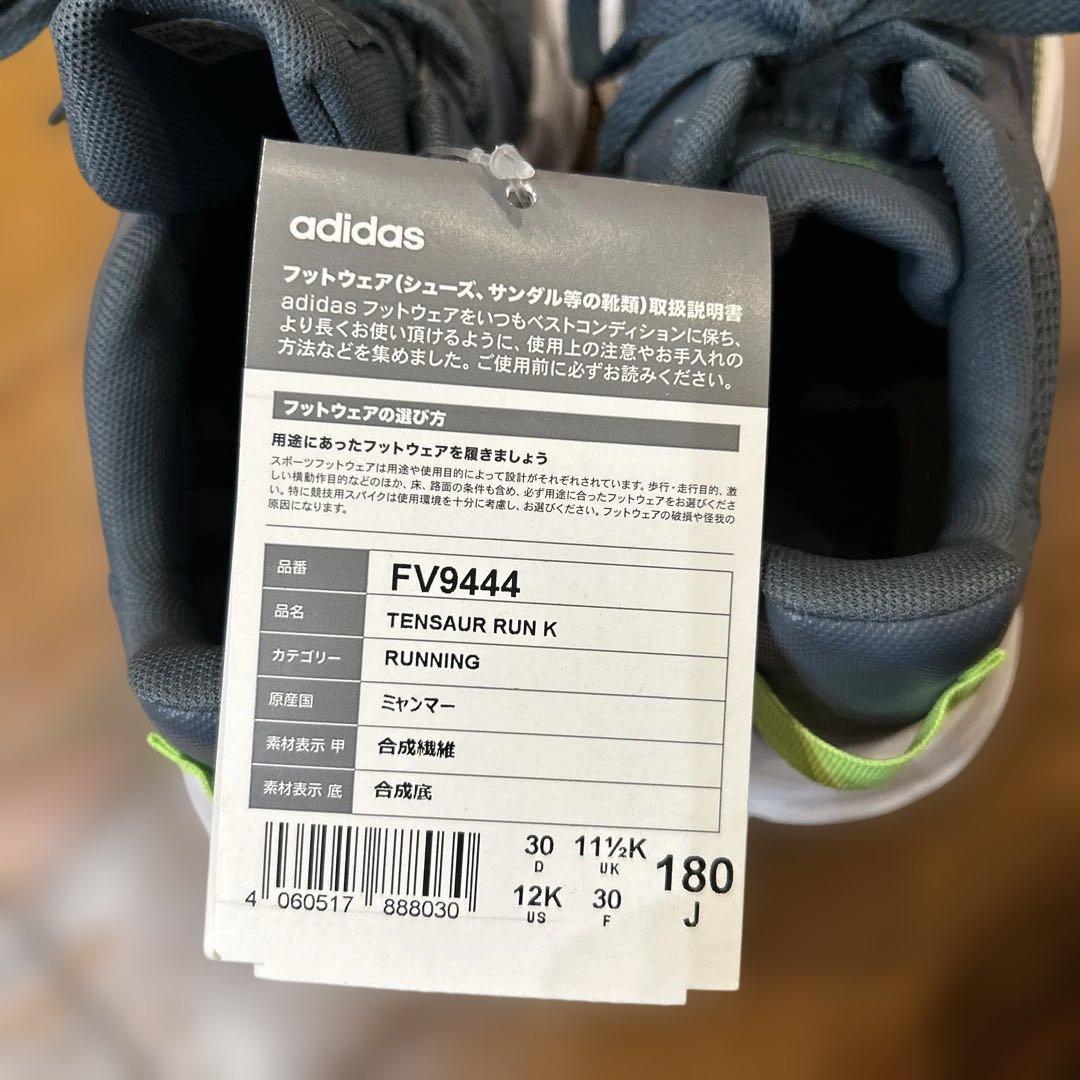 adidas
フットウェア(シューズ、サンダル等の靴類)取扱説明書
adidas フットウェアをいつもベストコンディションに保ち、
より長くお使い頂けるように、使用上の注意やお手入れの
方法などを集めました。ご使用前に必ずお読みください。
フットウェアの選び方
用途にあったフットウェアを履きましょう
スポーツフットウェアは用途や使用目的によって設計がそれぞれされています。歩行・走行目的、激
しい横動作目的などのほか、床、路面の条件も含め、必ず用途に合ったフットウェアをお選びくださ
い。特に競技用スパイクは使用環境を十分に考慮し、お選びください。フットウェアの破損や怪我の
原因になります。
品番 FV9444
品名 TENSAUR RUN K
カテゴリー RUNNING
原産国 ミャンマー
素材表示 甲 合成繊維
素材表示 底 合成底
4 060517 888030
30 11½K
D UK
12K 30
US F
180
J